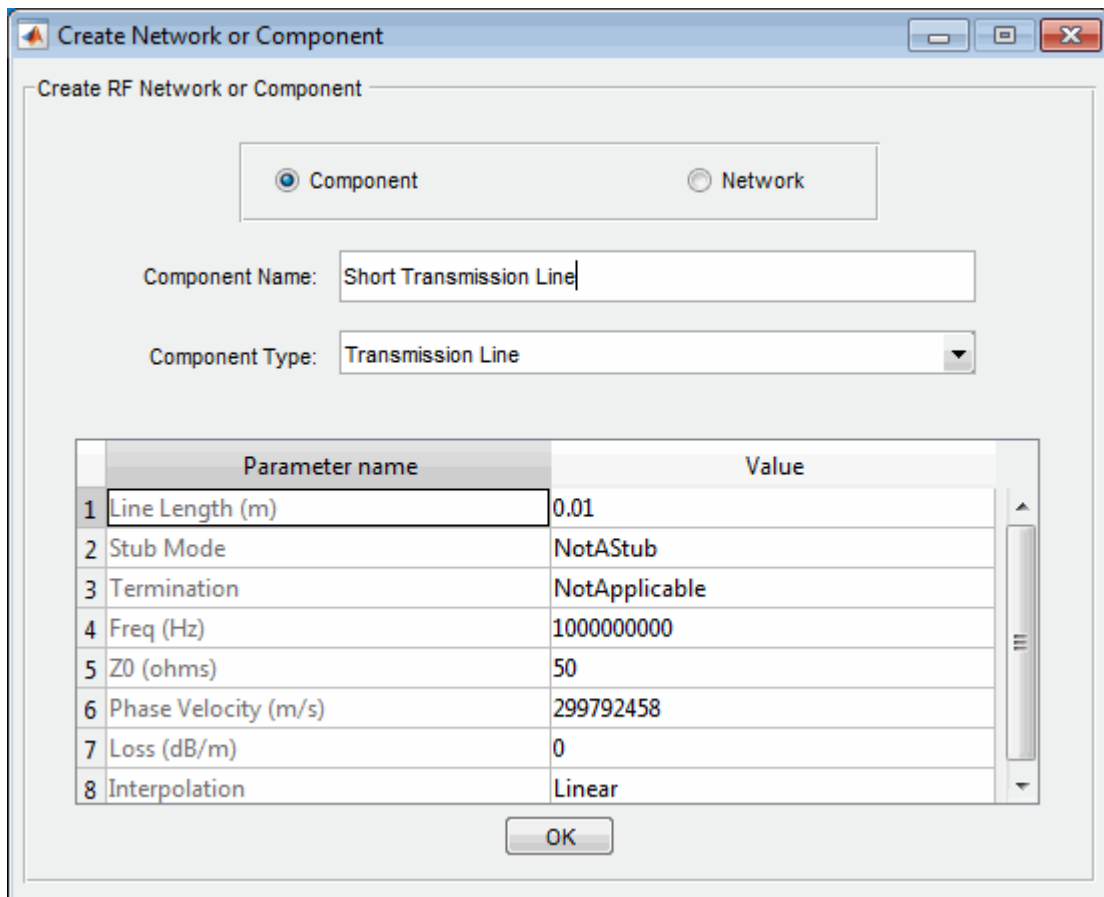 Create Network or Component
Create RF Network or Component
Component Network
Component Name: Short Transmission Line
Component Type: Transmission Line
Parameter name Value
1 Line Length (m) 0.01
2 Stub Mode NotAStub
3 Termination NotApplicable
4 Freq (Hz) 1000000000
5 Z0 (ohms) 50
6 Phase Velocity (m/s) 299792458
7 Loss (dB/m) 0
8 Interpolation Linear
OK